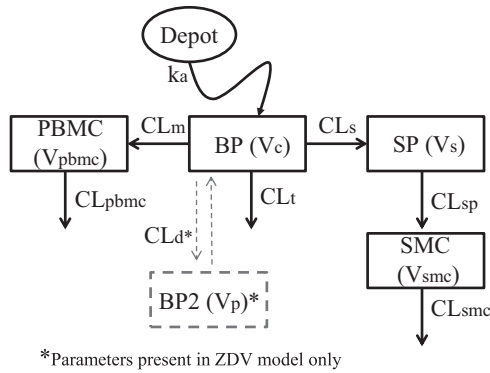 Depot
ka
PBMC
(Vpbmc)
CLm
BP (Vc)
CLs
SP (Vs)
CLpbmc
CLd*
CLt
CLsp
BP2 (Vp)*
SMC
(Vsmc)
CLsmc
*Parameters present in ZDV model only